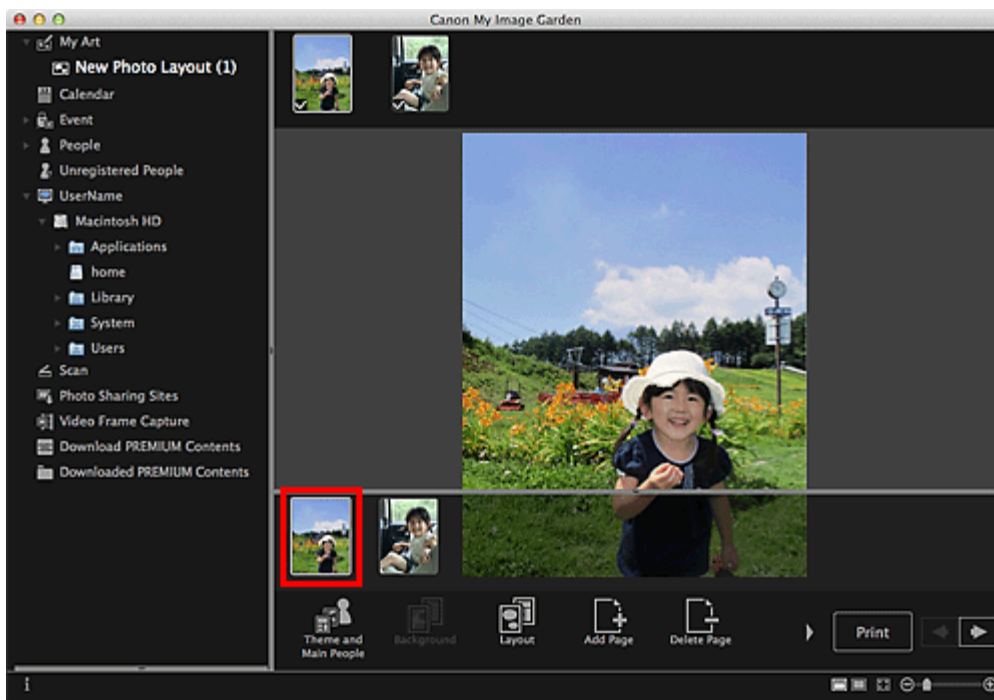 Canon My Image Garden
My Art
New Photo Layout (1)
Calendar
Event
People
Unregistered People
UserName
Macintosh HD
Applications
home
Library
System
Users
Scan
Photo Sharing Sites
Video Frame Capture
Download PREMIUM Contents
Downloaded PREMIUM Contents
Theme and
Main People
Background
Layout
Add Page
Delete Page
Print